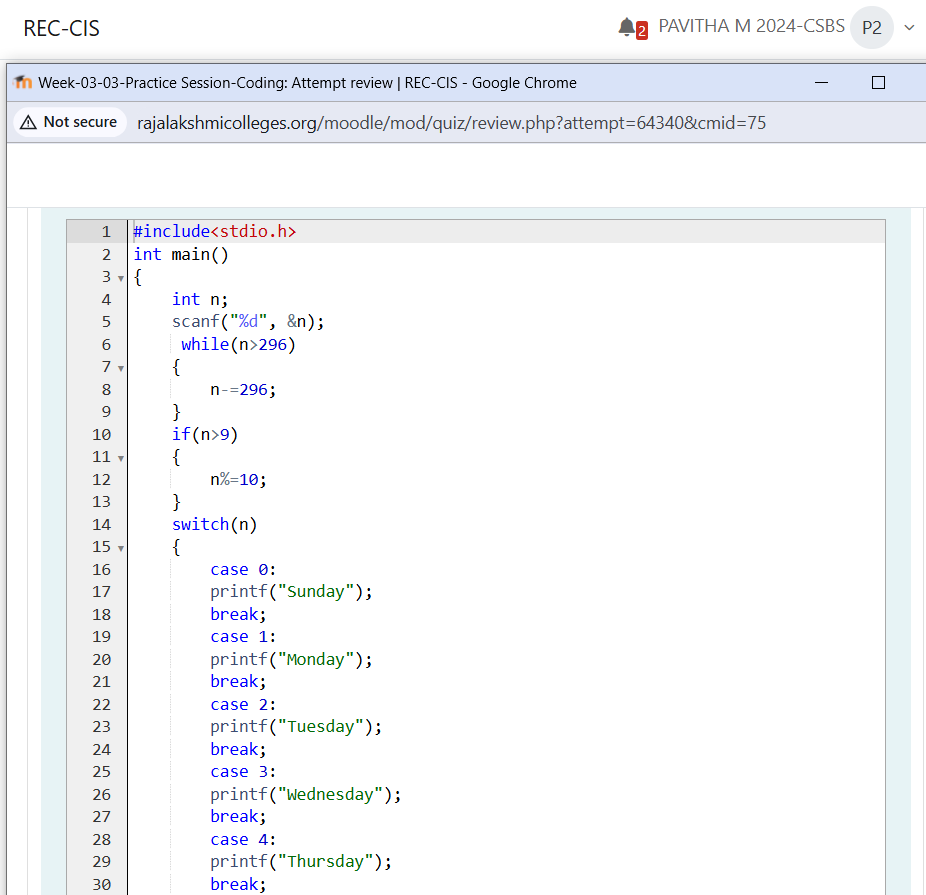 REC-CIS
2 PAVITHA M 2024-CSBS P2
Week-03-03-Practice Session-Coding: Attempt review | REC-CIS - Google Chrome
Not secure rajalakshmicolleges.org/moodle/mod/quiz/review.php?attempt=64340&cmid=75
1 #include<stdio.h>
2 int main()
3 {
4 int n;
5 scanf("%d", &n);
6 while(n>296)
7 {
8 n-=296;
9 }
10 if(n>9)
11 {
12 n%=10;
13 }
14 switch(n)
15 {
16 case 0:
17 printf("Sunday");
18 break;
19 case 1:
20 printf("Monday");
21 break;
22 case 2:
23 printf("Tuesday");
24 break;
25 case 3:
26 printf("Wednesday");
27 break;
28 case 4:
29 printf("Thursday");
30 break;